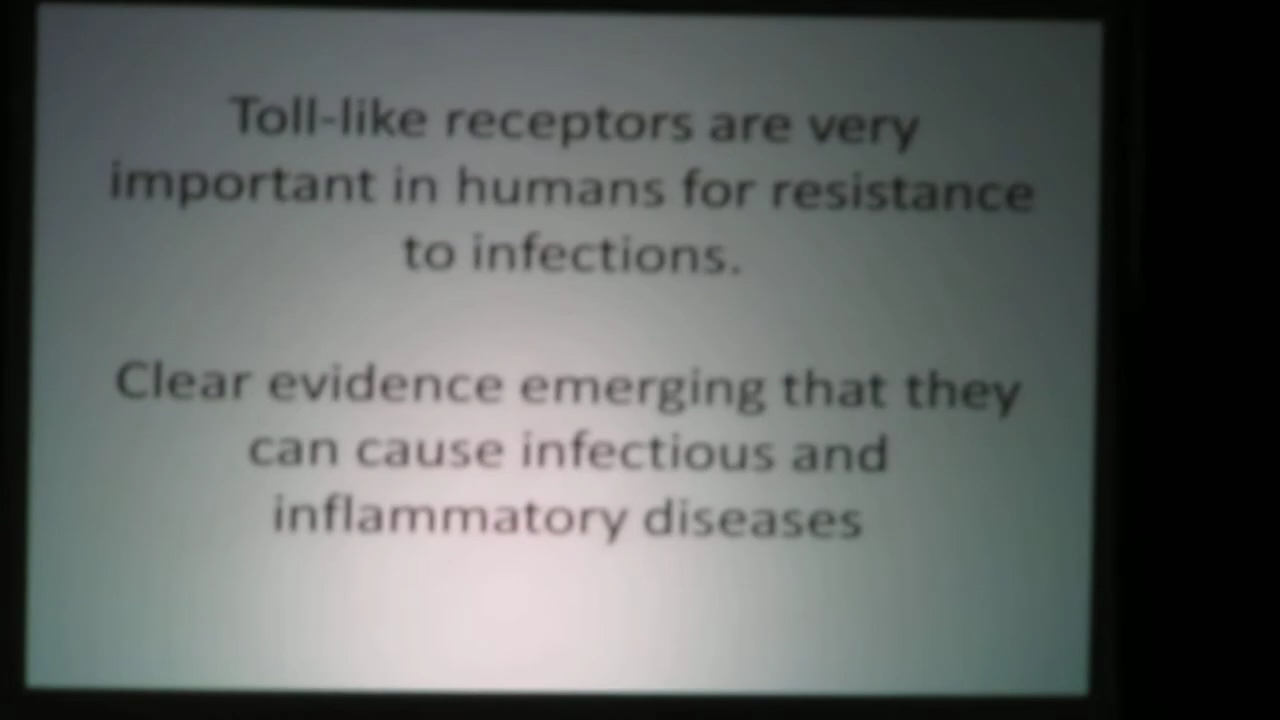 Toll-like receptors are very
important in humans for resistance
to infections.
Clear evidence emerging that they
can cause infectious and
inflammatory diseases